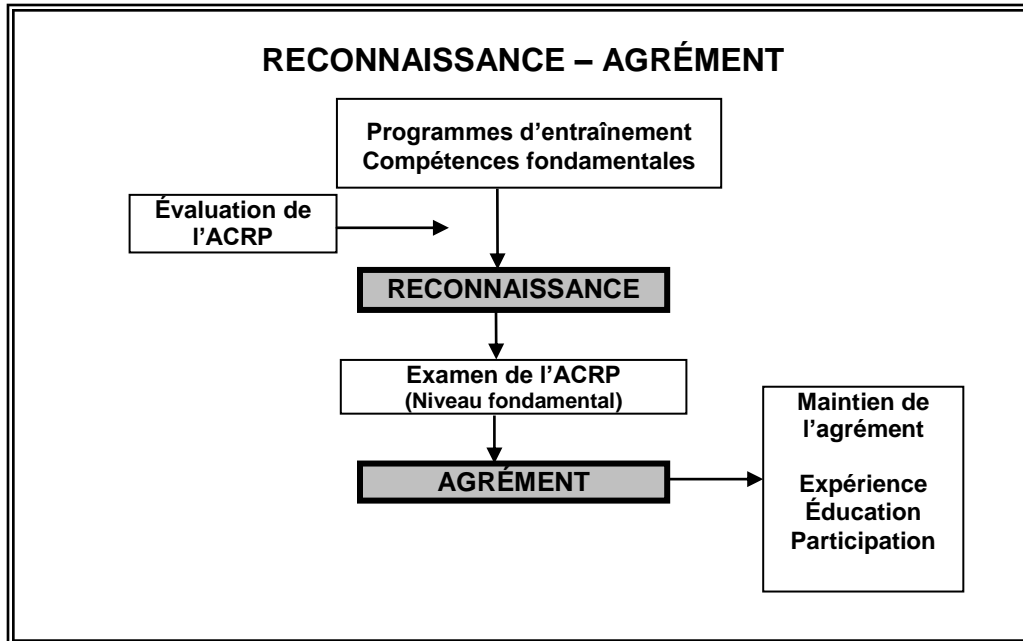 RECONNAISSANCE – AGRÉMENT
Programmes d’entraînement
Compétences fondamentales
Évaluation de
l’ACRP
RECONNAISSANCE
Examen de l’ACRP
(Niveau fondamental)
AGRÉMENT
Maintien de
l’agrément
Expérience
Éducation
Participation